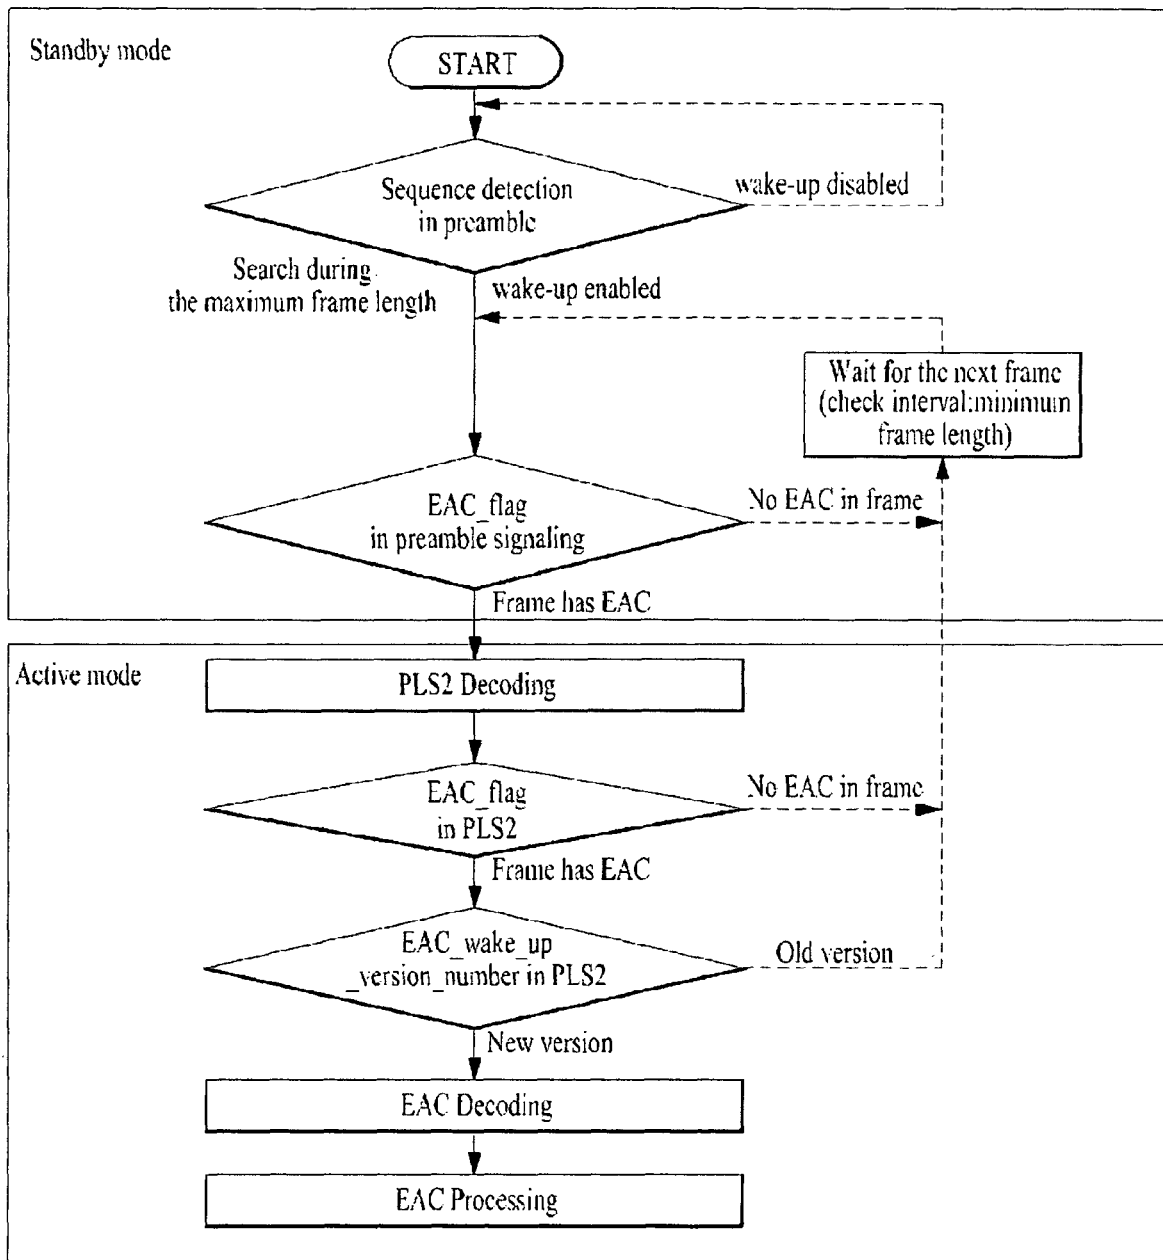 Standby mode
START
Sequence detection
in preamble
wake-up disabled
Search during
the maximum frame length
wake-up enabled
Wait for the next frame
(check interval:minimum
frame length)
EAC_flag
in preamble signaling
No EAC in frame
Frame has EAC
Active mode
PLS2 Decoding
EAC_flag
in PLS2
No EAC in frame
Frame has EAC
EAC_wake_up
_version_number in PLS2
Old version
New version
EAC Decoding
EAC Processing